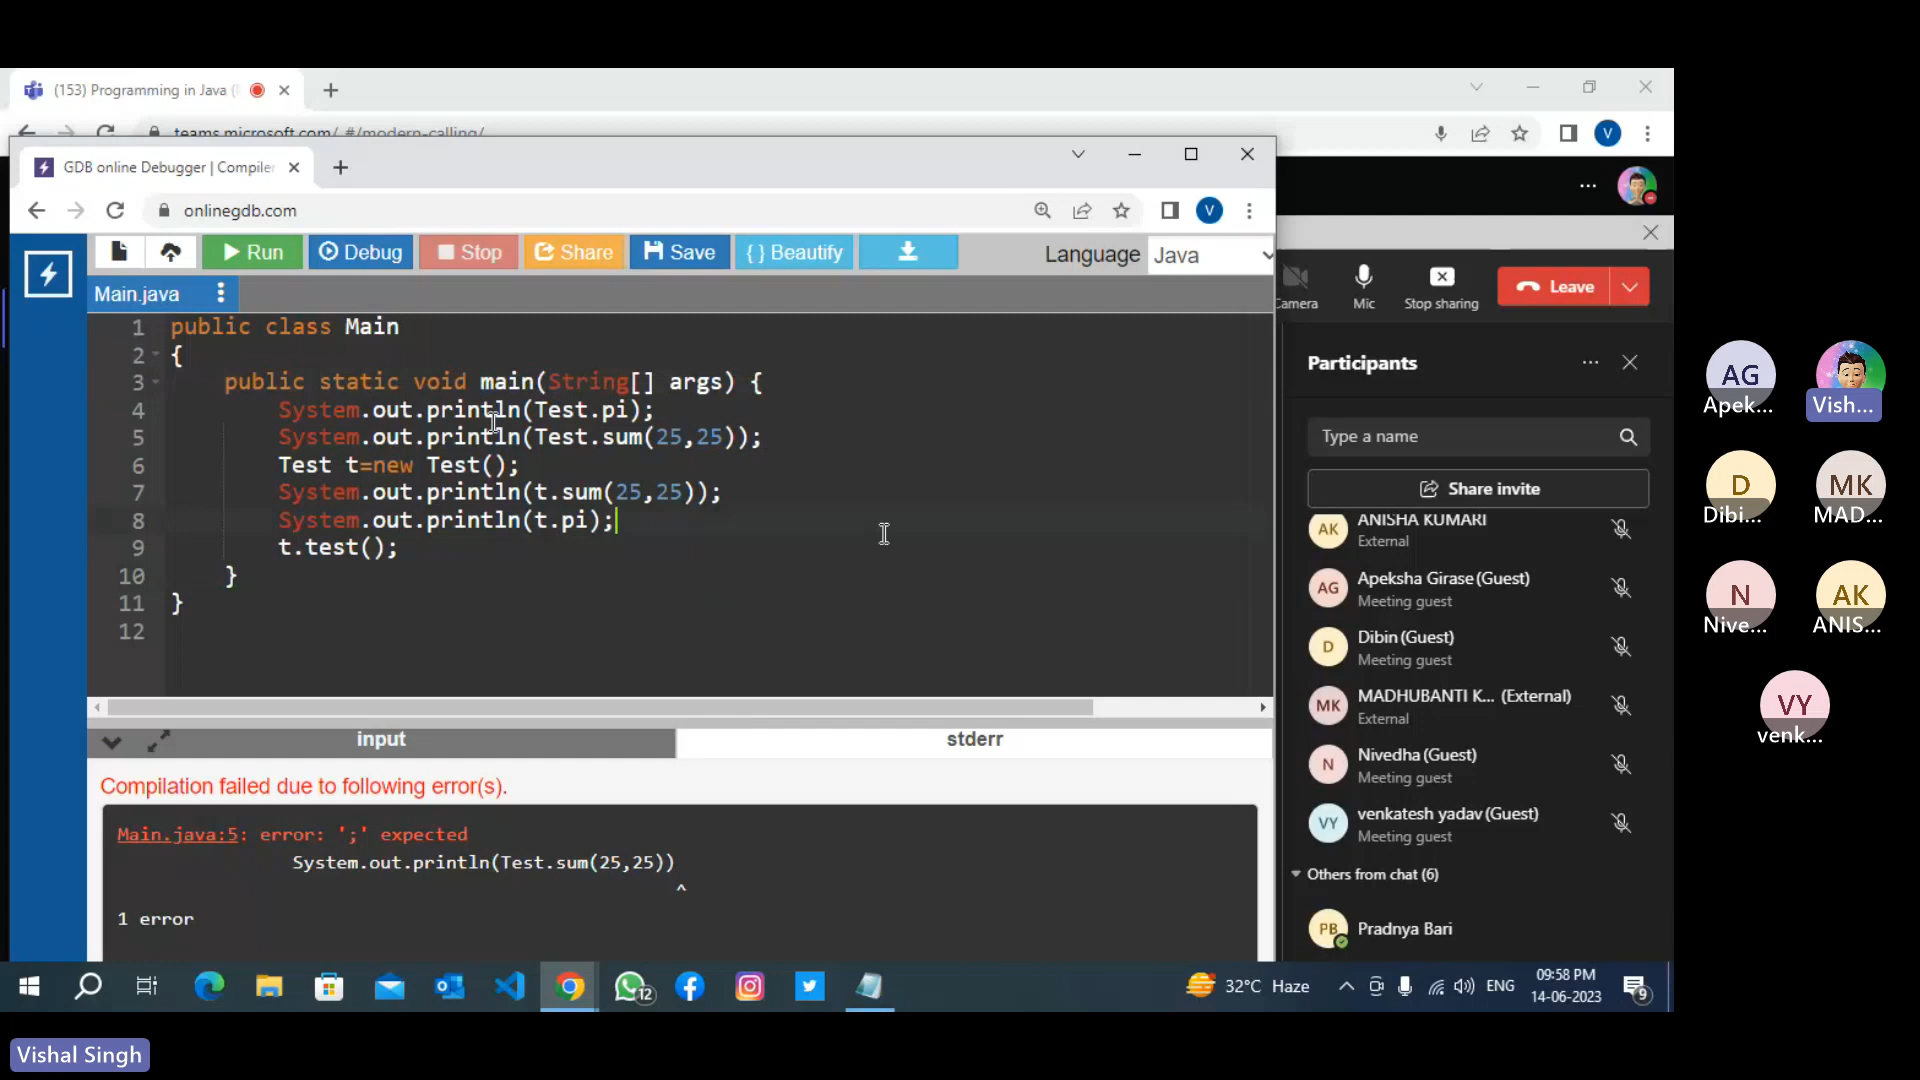 (153) Programming in Java (
teams.microsoft.com/_#/modern-calling/
V
GDB online Debugger | Compiler
onlinegdb.com
V
Run
Debug
Stop
Share
Save
{ } Beautify
Language
Java
Main.java
1 public class Main
2 {
3 public static void main(String[] args) {
4 System.out.println(Test.pi);
5 System.out.println(Test.sum(25,25));
6 Test t=new Test();
7 System.out.println(t.sum(25,25));
8 System.out.println(t.pi);
9 t.test();
10 }
11 }
12
input
stderr
Compilation failed due to following error(s).
Main.java:5: error: ';' expected
System.out.println(Test.sum(25,25))
^
1 error
Camera
Mic
Stop sharing
Leave
Participants
Type a name
Share invite
AK
ANISHA KUMARI
External
AG
Apeksha Girase (Guest)
Meeting guest
D
Dibin (Guest)
Meeting guest
MK
MADHUBANTI K... (External)
External
N
Nivedha (Guest)
Meeting guest
VY
venkatesh yadav (Guest)
Meeting guest
Others from chat (6)
PB
Pradnya Bari
AG
Apek...
Vish...
D
Dibi...
MK
MAD...
N
Nive...
AK
ANIS...
VY
venk...
12
32°C Haze
ENG
09:58 PM
14-06-2023
9
Vishal Singh